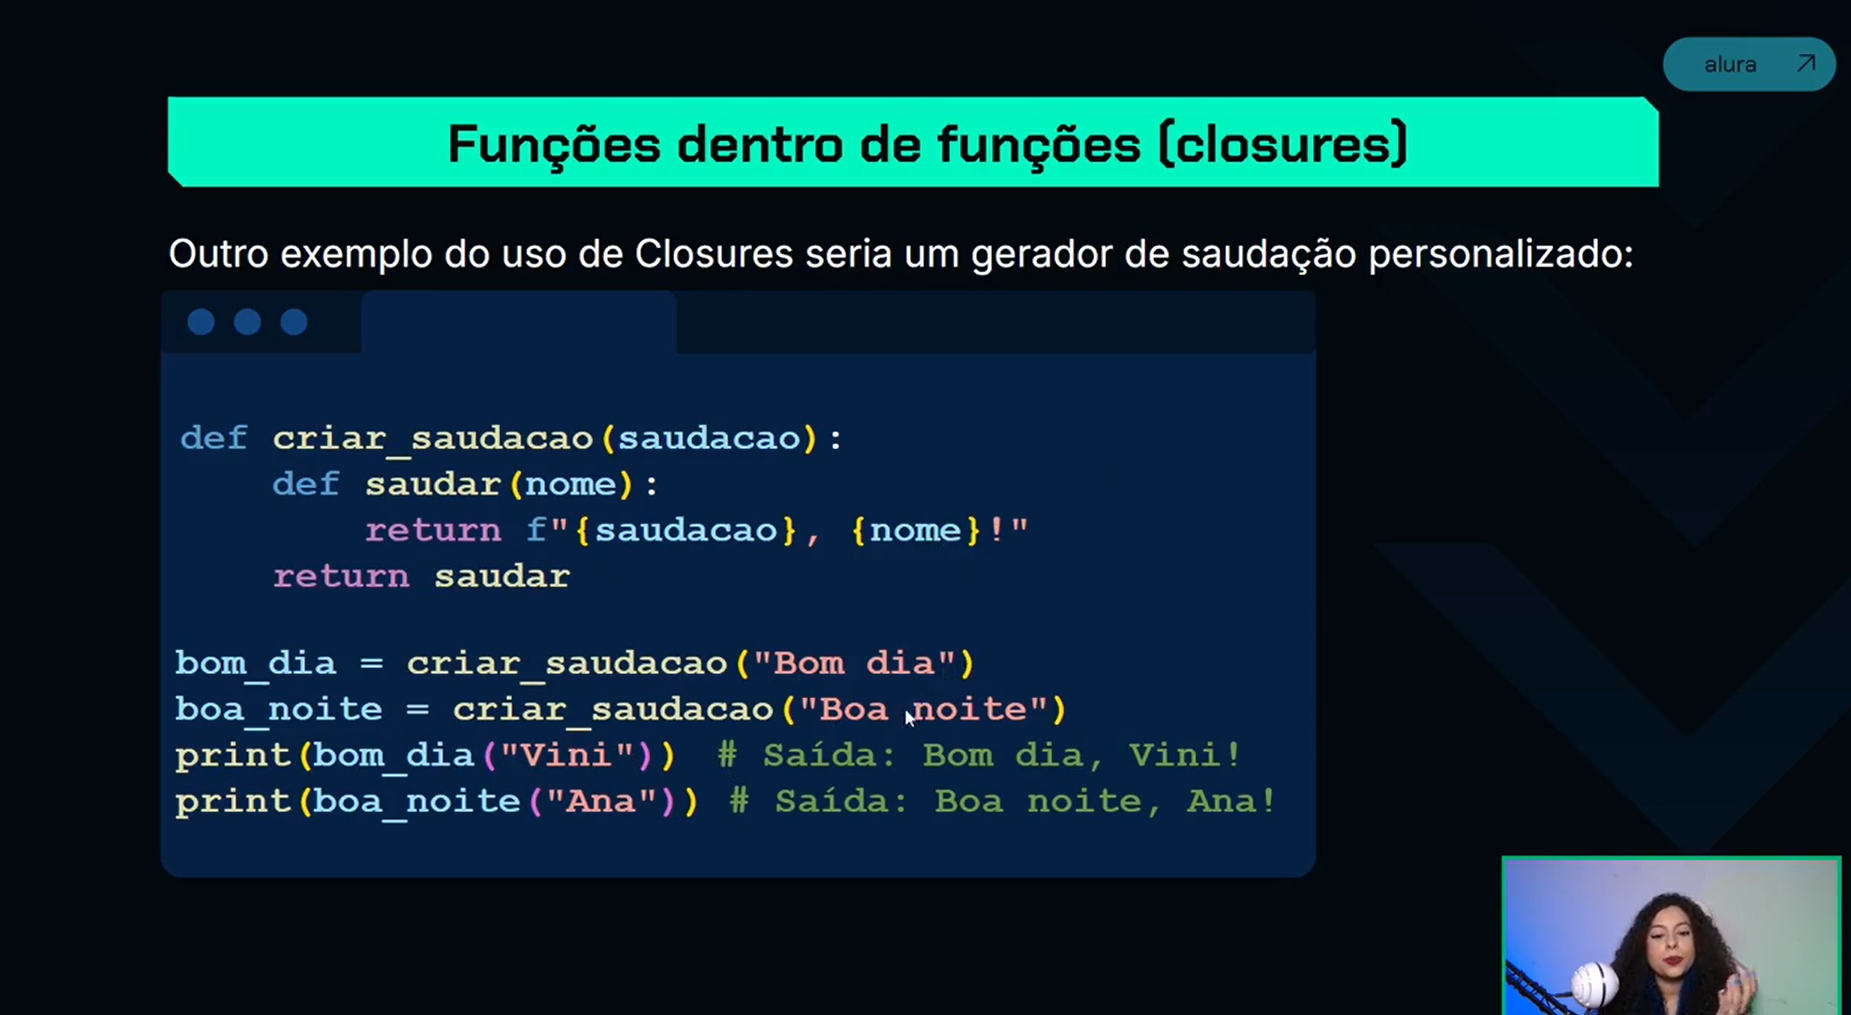 alura
Funções dentro de funções (closures)
Outro exemplo do uso de Closures seria um gerador de saudação personalizado:
def criar_saudacao(saudacao):
    def saudar(nome):
        return f"{saudacao}, {nome}!"
    return saudar
bom_dia = criar_saudacao("Bom dia")
boa_noite = criar_saudacao("Boa noite")
print(bom_dia("Vini"))  # Saída: Bom dia, Vini!
print(boa_noite("Ana")) # Saída: Boa noite, Ana!